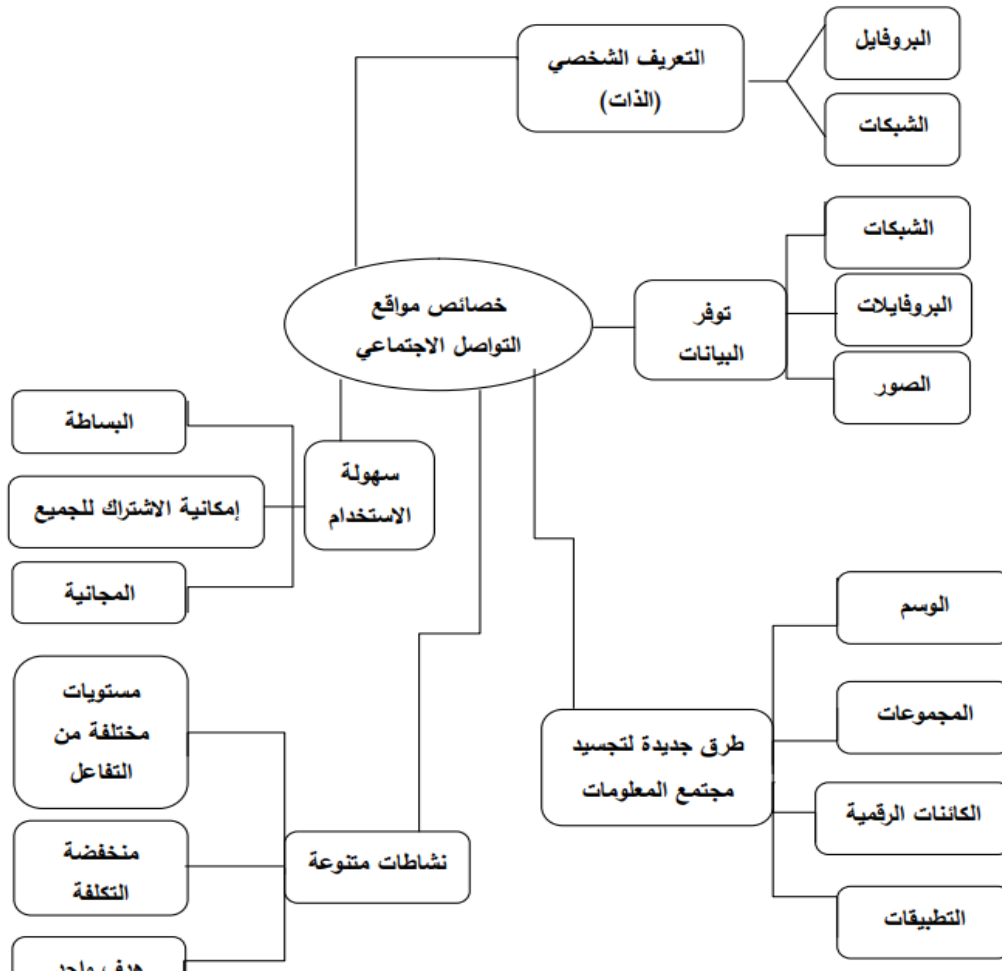 البروفايل
التعريف الشخصي
(الذات)
الشبكات
الشبكات
خصائص مواقع
التواصل الاجتماعي
توفر
البيانات
البروفايلات
الصور
البساطة
سهولة
الاستخدام
إمكانية الاشتراك للجميع
المجانية
الوسم
مستويات
مختلفة من
التفاعل
المجموعات
طرق جديدة لتجسيد
مجتمع المعلومات
الكائنات الرقمية
منخفضة
التكلفة
نشاطات متنوعة
التطبيقات
هدف واحد